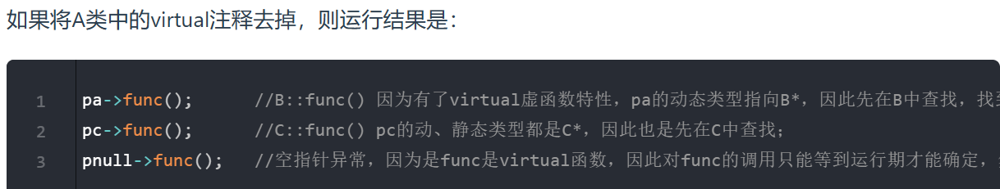 如果将A类中的virtual注释去掉，则运行结果是：
1 pa->func(); //B::func() 因为有了virtual虚函数特性，pa的动态类型指向B*，因此先在B中查找，找
2 pc->func(); //C::func() pc的动、静态类型都是C*，因此也是先在C中查找；
3 pnull->func(); //空指针异常，因为是func是virtual函数，因此对func的调用只能等到运行期才能确定，